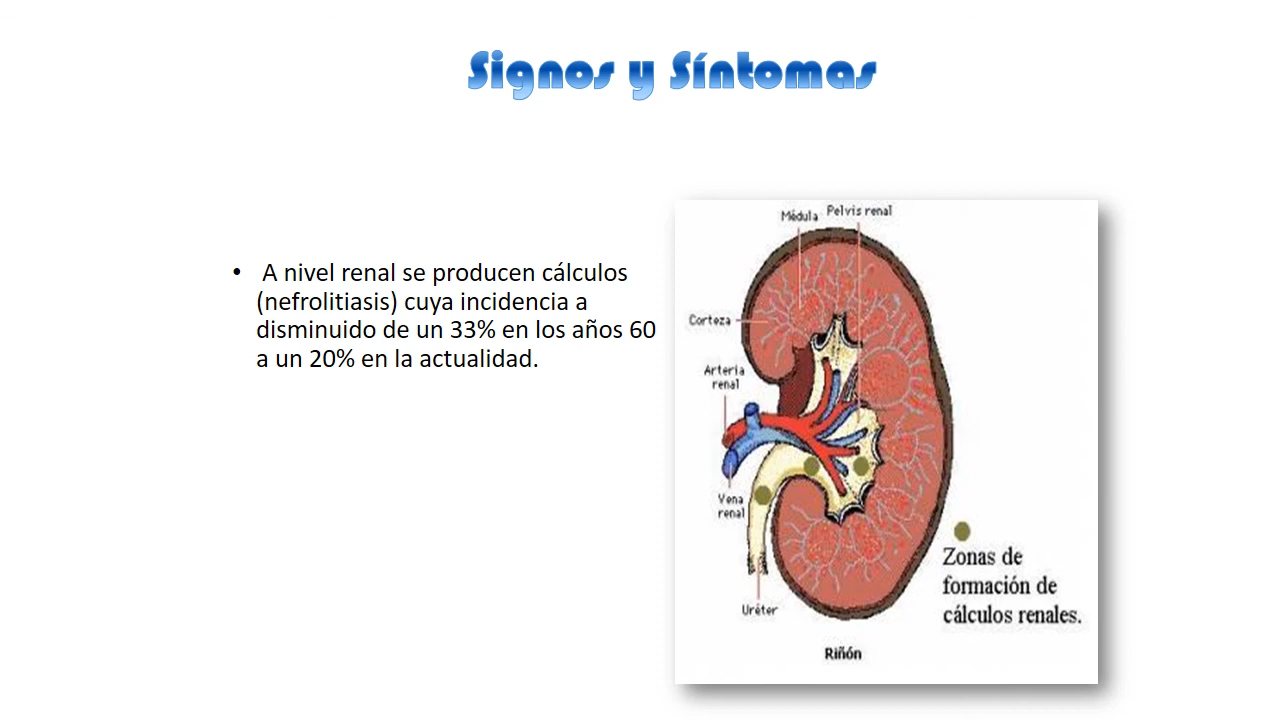 Signos y Síntomas
• A nivel renal se producen cálculos
(nefrolitiasis) cuya incidencia a
disminuido de un 33% en los años 60
a un 20% en la actualidad.
Médula
Pelvis renal
Corteza
Arteria
renal
Vena
renal
Uréter
Zonas de
formación de
cálculos renales.
Riñón